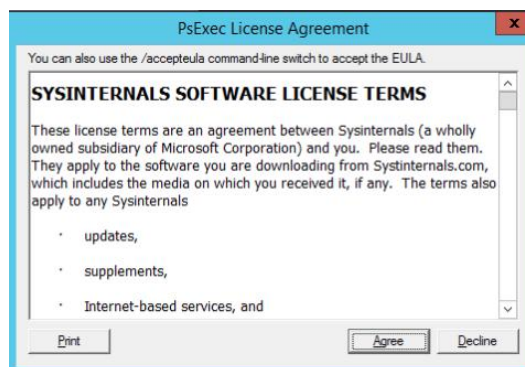 PsExec License Agreement
x
You can also use the /accepteula command-line switch to accept the EULA.
SYSINTERNALS SOFTWARE LICENSE TERMS
These license terms are an agreement between Sysinternals (a wholly
owned subsidiary of Microsoft Corporation) and you.  Please read them.
They apply to the software you are downloading from Systinternals.com,
which includes the media on which you received it, if any.  The terms also
apply to any Sysinternals
· updates,
· supplements,
· Internet-based services, and
Print
Agree
Decline